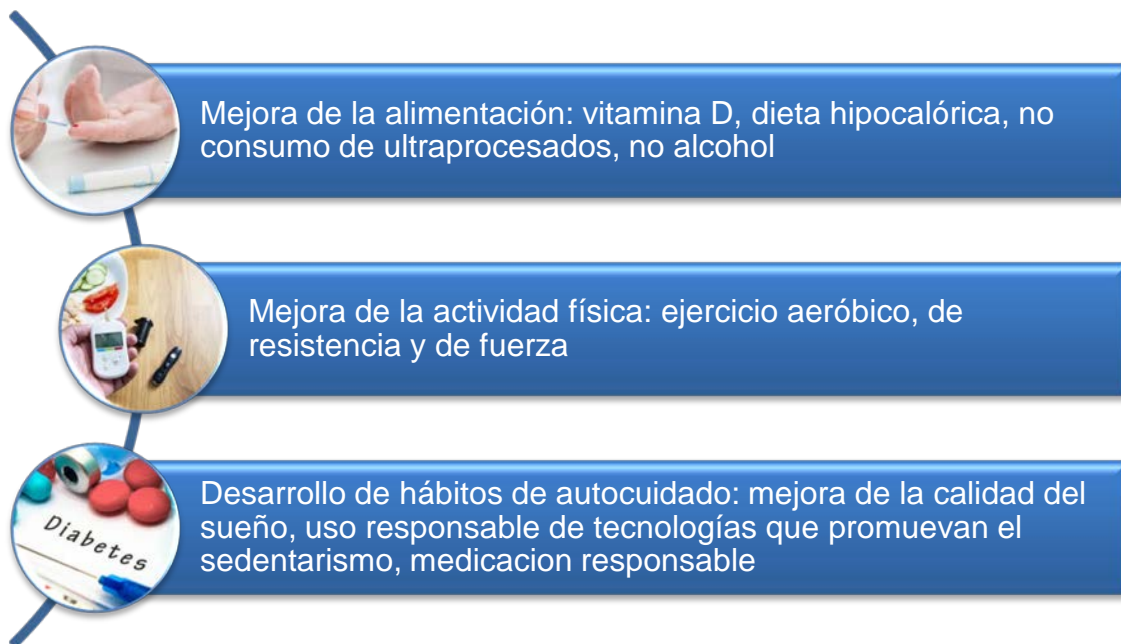 Mejora de la alimentación: vitamina D, dieta hipocalórica, no
consumo de ultraprocesados, no alcohol
Mejora de la actividad física: ejercicio aeróbico, de
resistencia y de fuerza
Desarrollo de hábitos de autocuidado: mejora de la calidad del
sueño, uso responsable de tecnologías que promuevan el
sedentarismo, medicacion responsable
Diabetes